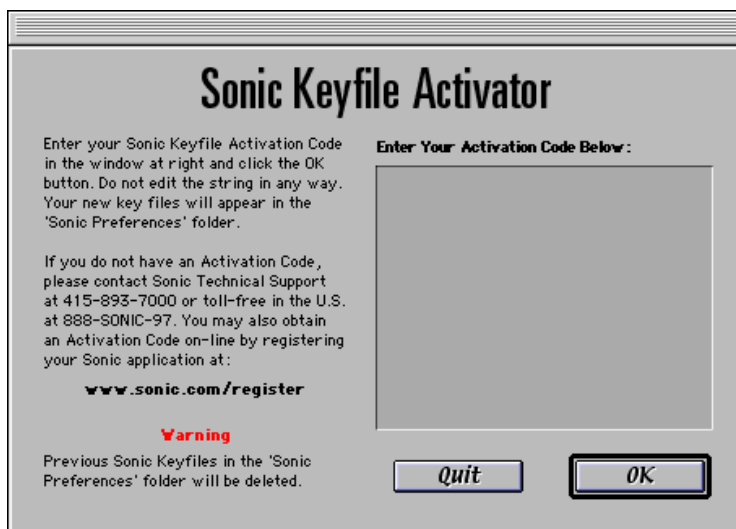 Sonic Keyfile Activator
Enter your Sonic Keyfile Activation Code
in the window at right and click the OK
button. Do not edit the string in any way.
Your new key files will appear in the
'Sonic Preferences' folder.
If you do not have an Activation Code,
please contact Sonic Technical Support
at 415-893-7000 or toll-free in the U.S.
at 888-SONIC-97. You may also obtain
an Activation Code on-line by registering
your Sonic application at:
www.sonic.com/register
Warning
Previous Sonic Keyfiles in the 'Sonic
Preferences' folder will be deleted.
Enter Your Activation Code Below:
Quit
OK